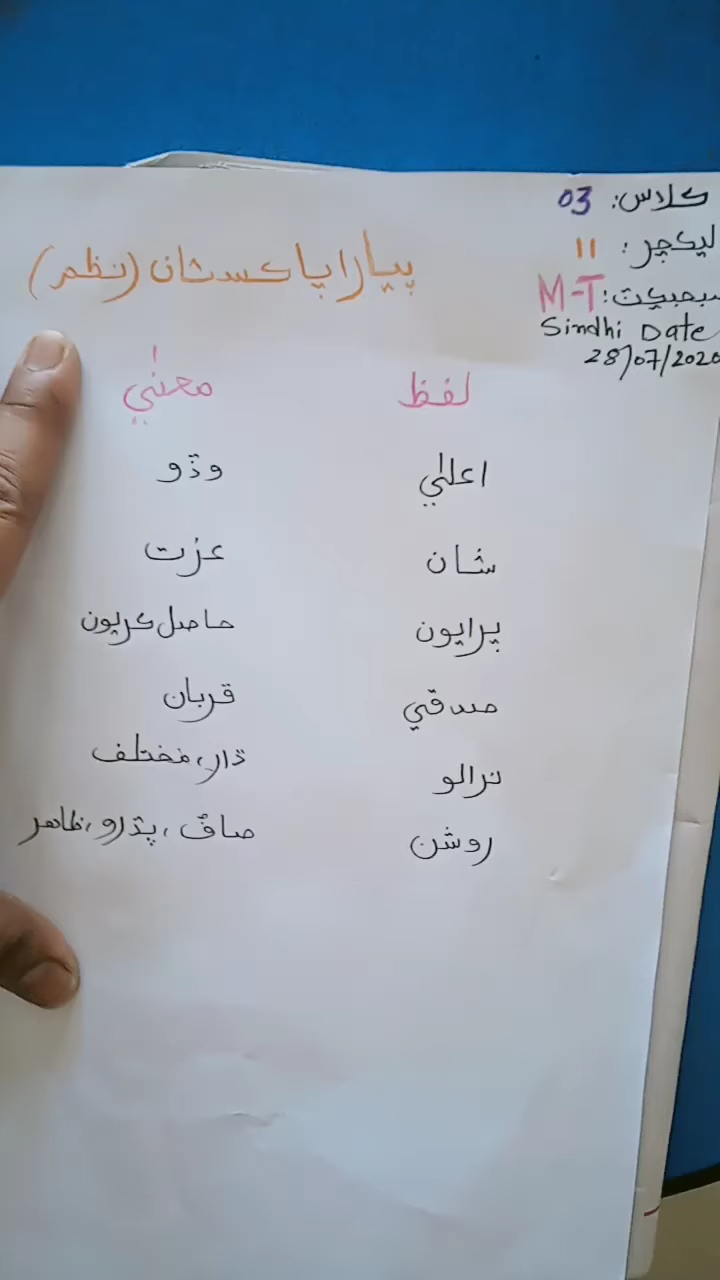 ڪلاس: 03
ليڪچر: 11
سبجيڪٽ: M-T
Sindhi Date
28/07/2020
پيارا پاڪستان (نظم)
لفظ معنيٰ
اعليٰ وڏو
شان عزت
پرايون حاصل ڪريون
صدقي قربان
نرالو ڌار، مختلف
روشن صاف، پڌرو، ظاهر